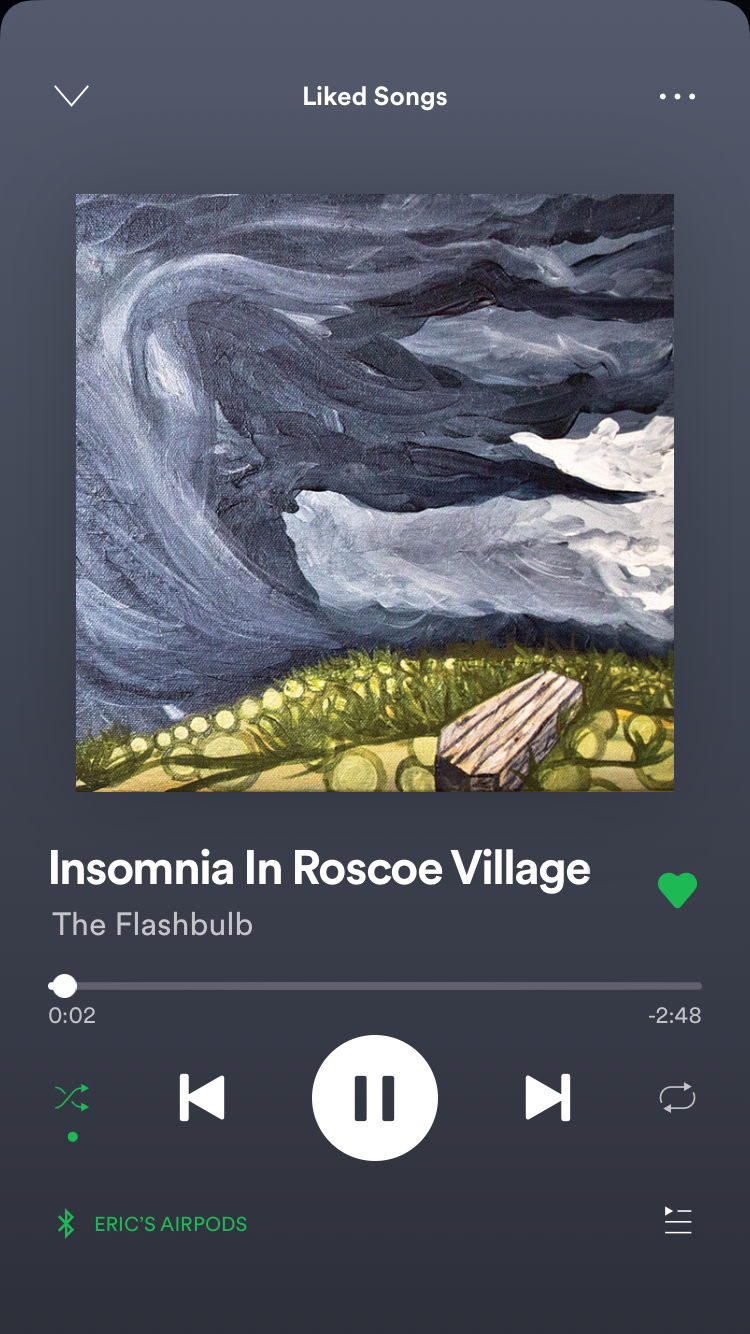 Liked Songs
Insomnia In Roscoe Village
The Flashbulb
0:02
-2:48
ERIC'S AIRPODS